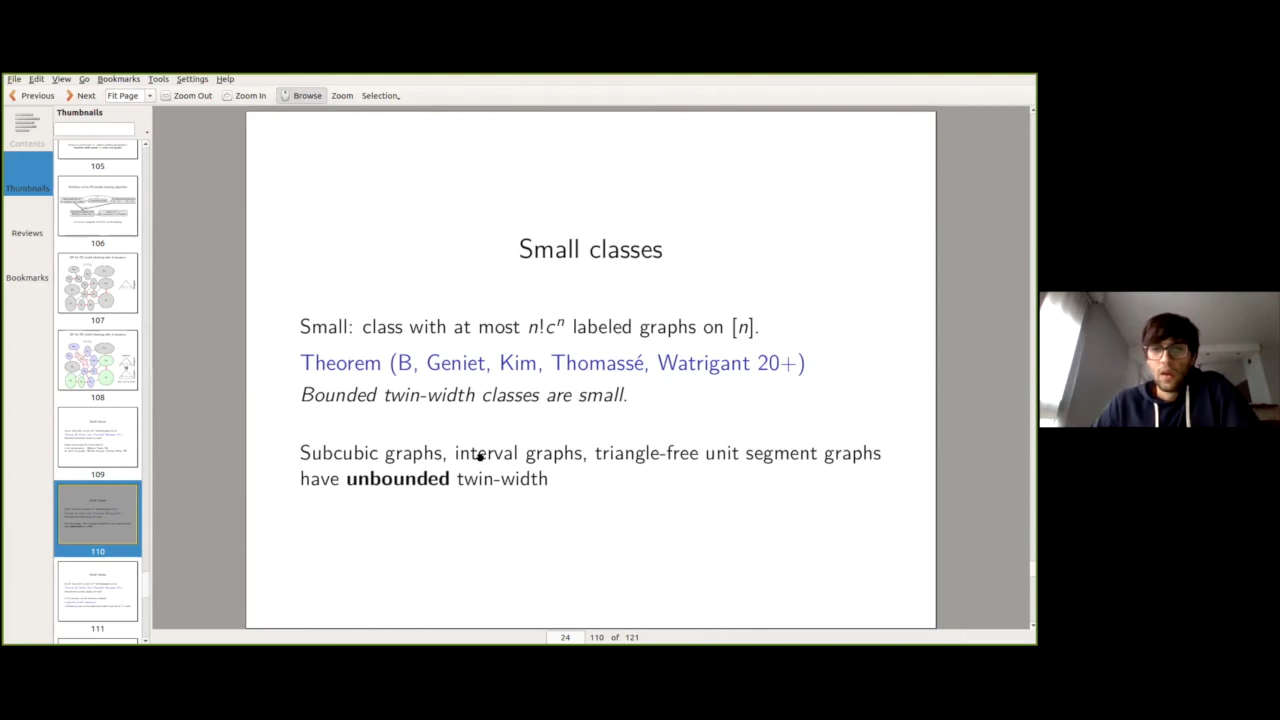 File Edit View Go Bookmarks Tools Settings Help
Previous Next Fit Page Zoom Out Zoom In Browse Zoom Selection
Thumbnails
Contents
Thumbnails
Reviews
Bookmarks
105
106
107
108
109
110
111
Small classes
Small: class with at most n!cⁿ labeled graphs on [n].
Theorem (B, Geniet, Kim, Thomassé, Watrigant 20+)
Bounded twin-width classes are small.
Subcubic graphs, interval graphs, triangle-free unit segment graphs
have unbounded twin-width
24 110 of 121